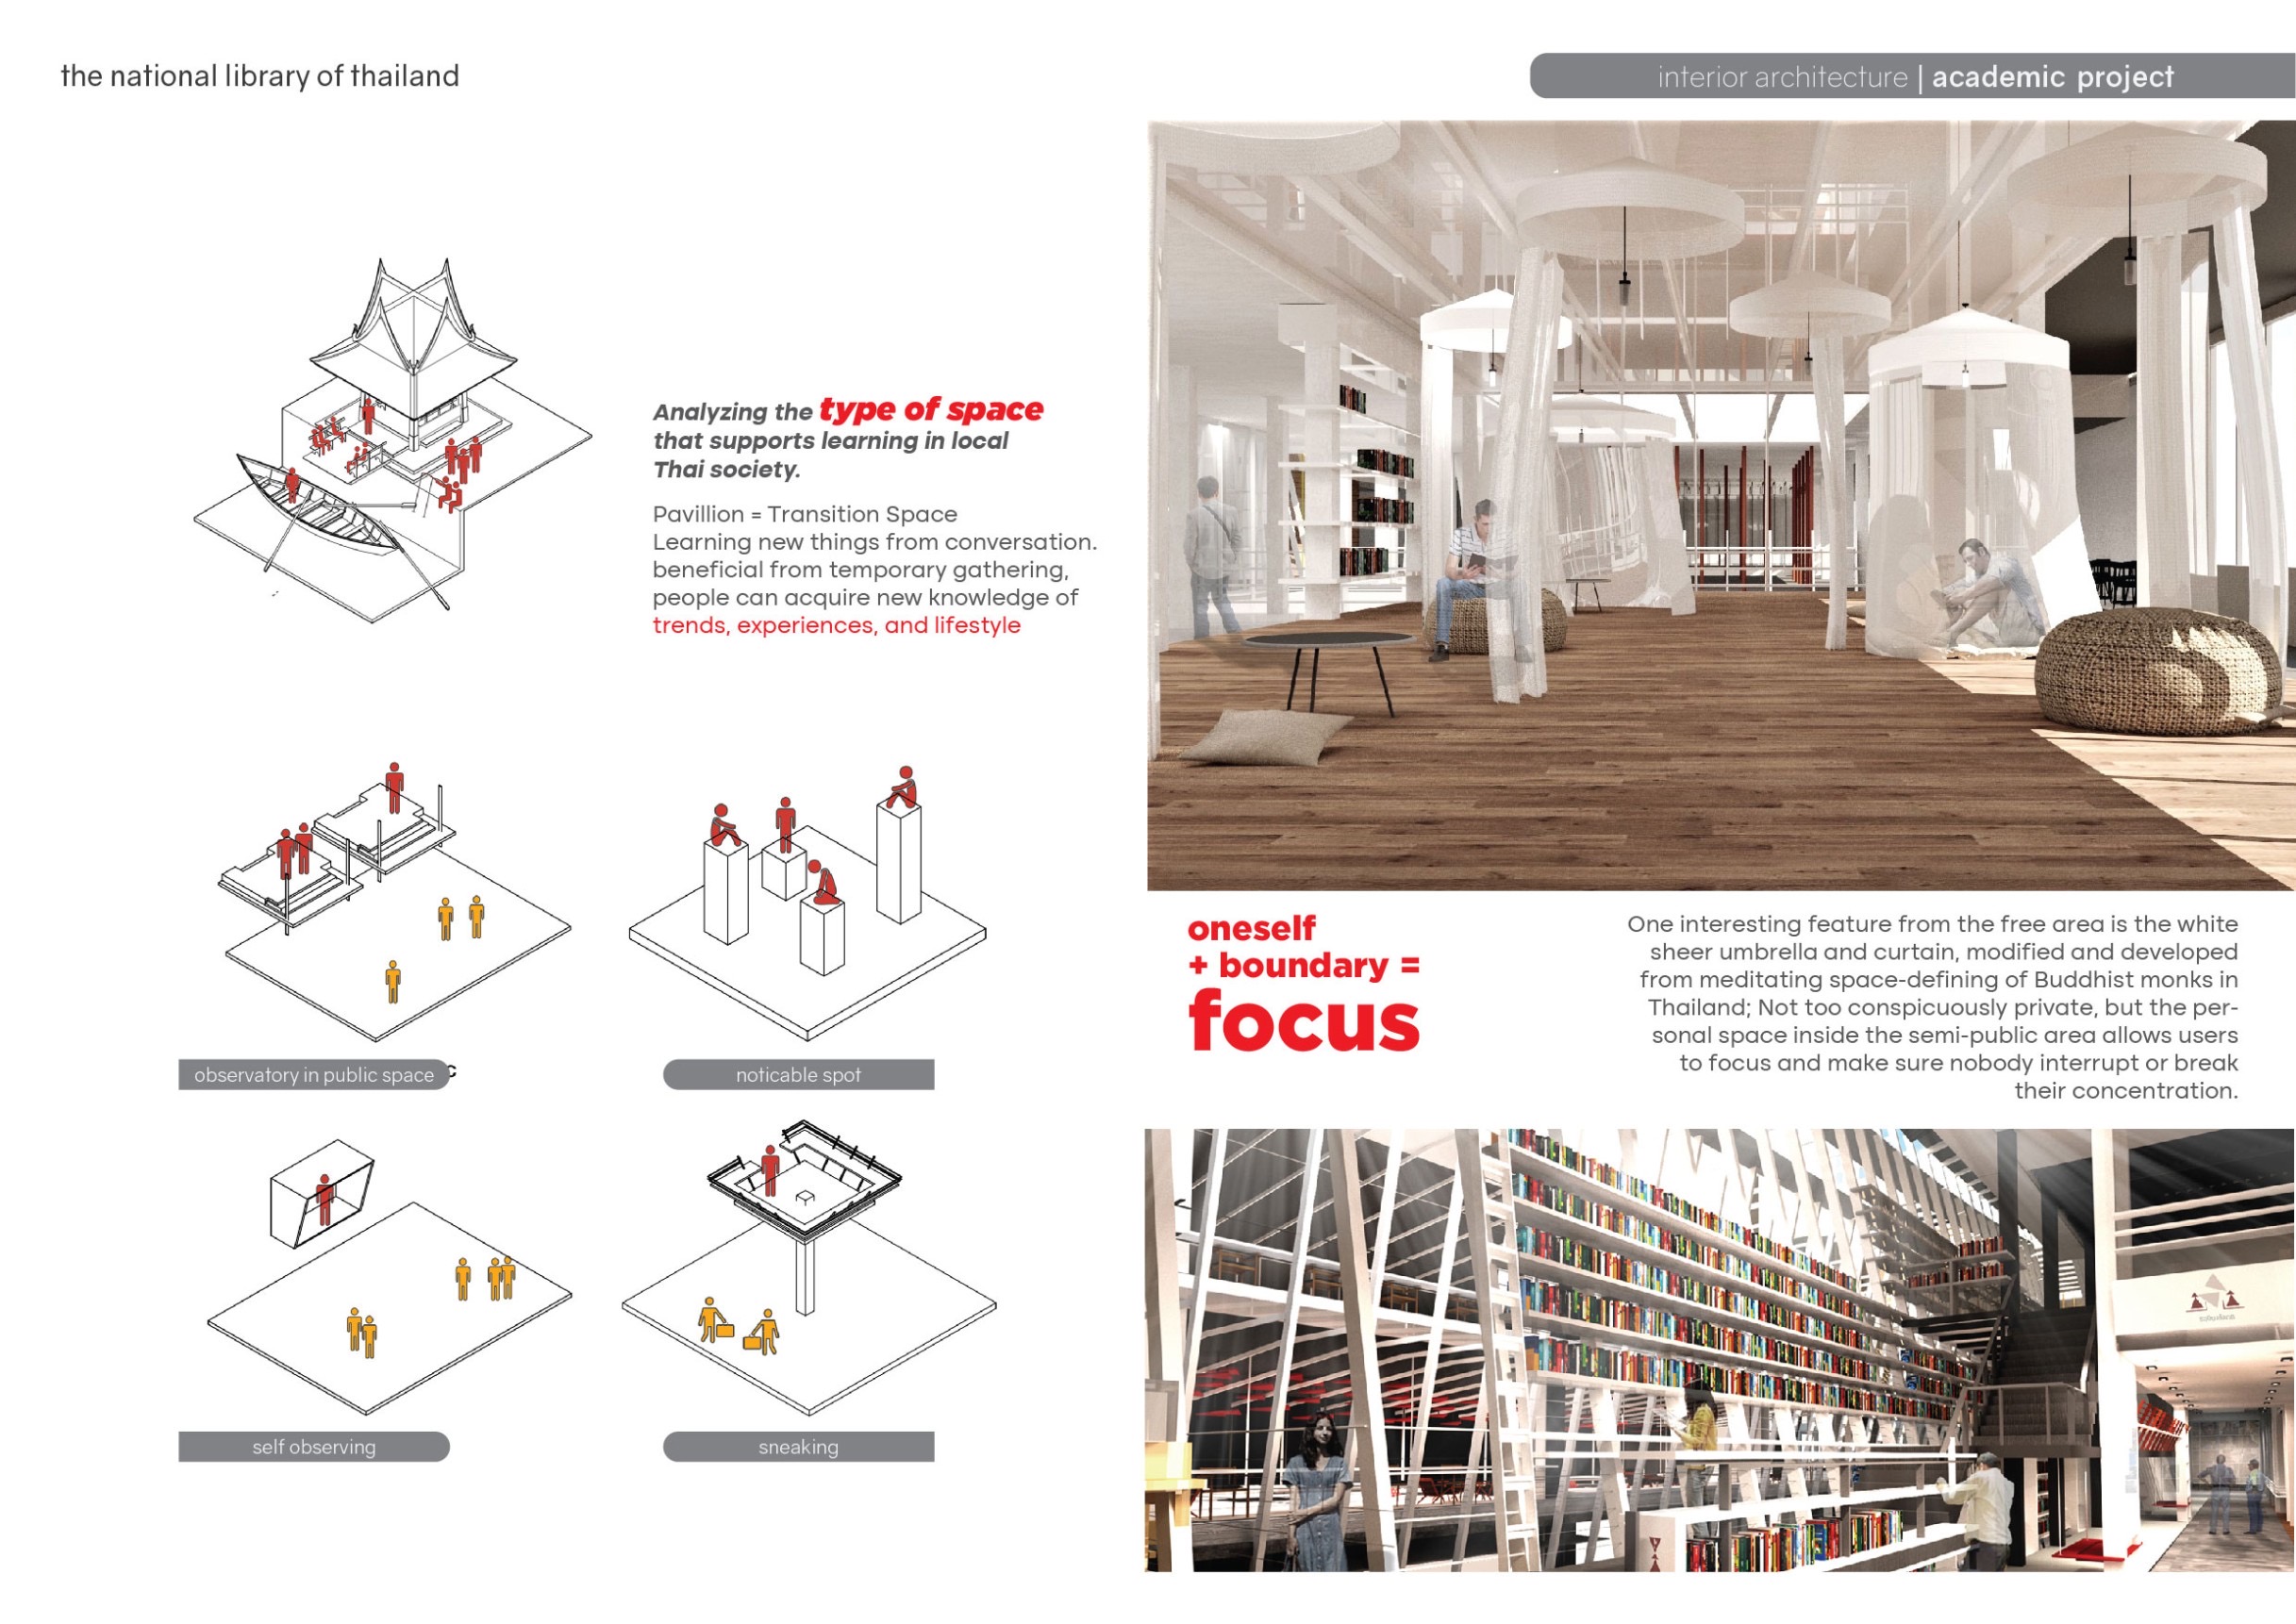 the national library of thailand
interior architecture | academic project
Analyzing the type of space
that supports learning in local
Thai society.
Pavillion = Transition Space
Learning new things from conversation.
beneficial from temporary gathering,
people can acquire new knowledge of
trends, experiences, and lifestyle
observatory in public space
noticable spot
self observing
sneaking
oneself
+ boundary =
focus
One interesting feature from the free area is the white
sheer umbrella and curtain, modified and developed
from meditating space-defining of Buddhist monks in
Thailand; Not too conspicuously private, but the per-
sonal space inside the semi-public area allows users
to focus and make sure nobody interrupt or break
their concentration.